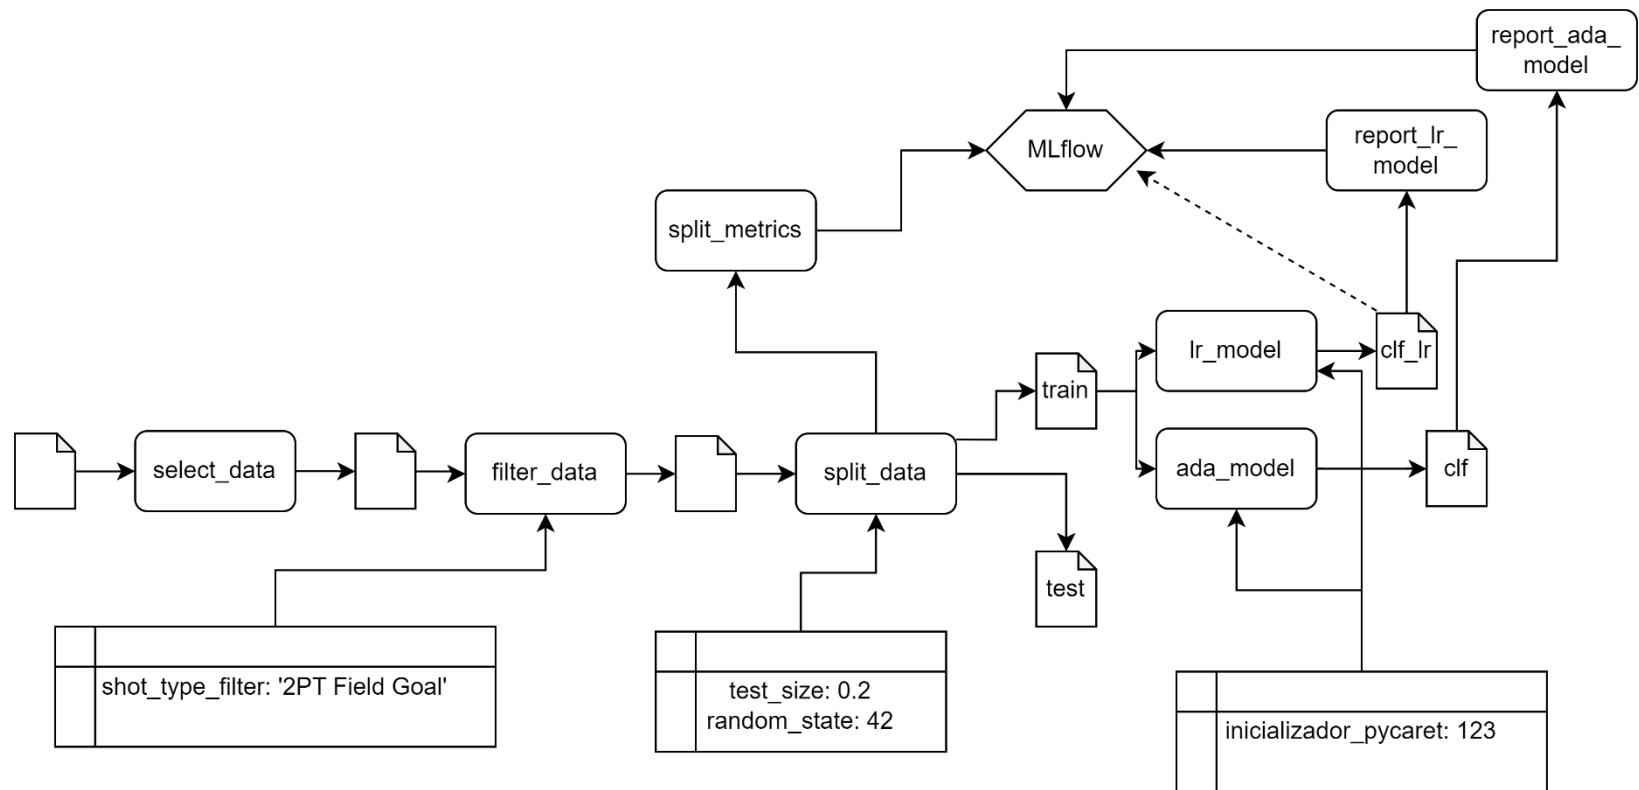 report_ada_
model
MLflow
report_lr_
model
split_metrics
lr_model
clf_lr
train
select_data
filter_data
split_data
ada_model
clf
test
shot_type_filter: '2PT Field Goal'
test_size: 0.2
random_state: 42
inicializador_pycaret: 123